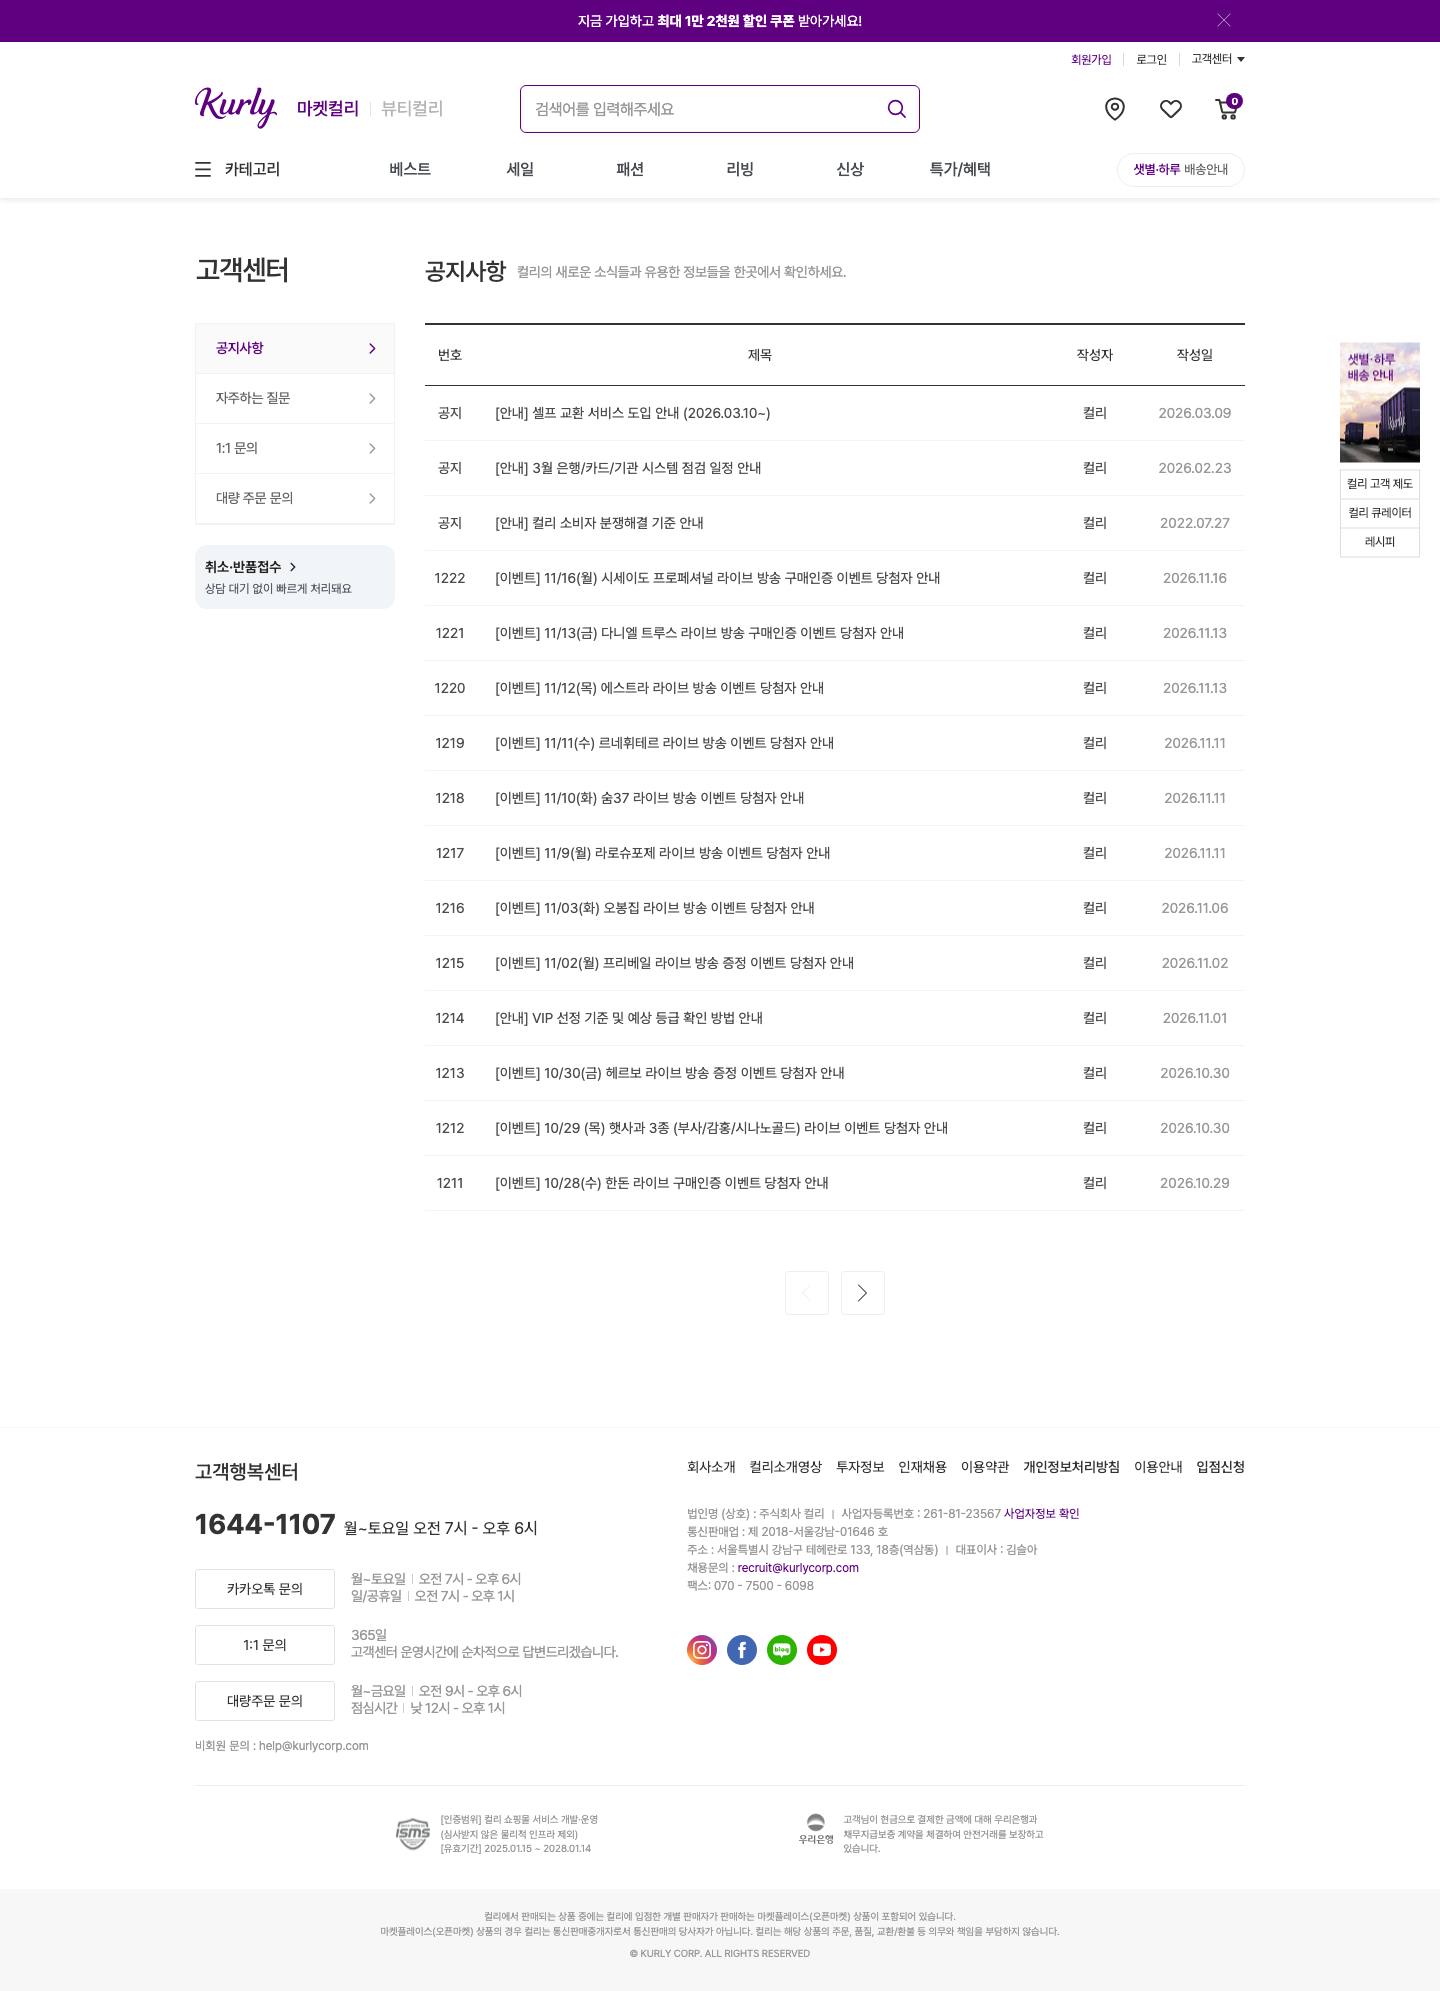 지금 가입하고 최대 1만 2천원 할인 쿠폰 받아가세요!
회원가입 로그인 고객센터
Kurly 마켓컬리 뷰티컬리 검색어를 입력해주세요 0
카테고리 베스트 세일 패션 리빙 신상 특가/혜택 샛별·하루 배송안내
고객센터
공지사항
자주하는 질문
1:1 문의
대량 주문 문의
취소·반품접수
상담 대기 없이 빠르게 처리돼요
공지사항 컬리의 새로운 소식들과 유용한 정보들을 한곳에서 확인하세요.
번호 제목 작성자 작성일
공지 [안내] 셀프 교환 서비스 도입 안내 (2026.03.10~) 컬리 2026.03.09
공지 [안내] 3월 은행/카드/기관 시스템 점검 일정 안내 컬리 2026.02.23
공지 [안내] 컬리 소비자 분쟁해결 기준 안내 컬리 2022.07.27
1222 [이벤트] 11/16(월) 시세이도 프로페셔널 라이브 방송 구매인증 이벤트 당첨자 안내 컬리 2026.11.16
1221 [이벤트] 11/13(금) 다니엘 트루스 라이브 방송 구매인증 이벤트 당첨자 안내 컬리 2026.11.13
1220 [이벤트] 11/12(목) 에스트라 라이브 방송 이벤트 당첨자 안내 컬리 2026.11.13
1219 [이벤트] 11/11(수) 르네휘테르 라이브 방송 이벤트 당첨자 안내 컬리 2026.11.11
1218 [이벤트] 11/10(화) 숨37 라이브 방송 이벤트 당첨자 안내 컬리 2026.11.11
1217 [이벤트] 11/9(월) 라로슈포제 라이브 방송 이벤트 당첨자 안내 컬리 2026.11.11
1216 [이벤트] 11/03(화) 오봉집 라이브 방송 이벤트 당첨자 안내 컬리 2026.11.06
1215 [이벤트] 11/02(월) 프리베일 라이브 방송 증정 이벤트 당첨자 안내 컬리 2026.11.02
1214 [안내] VIP 선정 기준 및 예상 등급 확인 방법 안내 컬리 2026.11.01
1213 [이벤트] 10/30(금) 헤르보 라이브 방송 증정 이벤트 당첨자 안내 컬리 2026.10.30
1212 [이벤트] 10/29 (목) 햇사과 3종 (부사/감홍/시나노골드) 라이브 이벤트 당첨자 안내 컬리 2026.10.30
1211 [이벤트] 10/28(수) 한돈 라이브 구매인증 이벤트 당첨자 안내 컬리 2026.10.29
샛별·하루
배송 안내
Kurly
컬리 고객 제도
컬리 큐레이터
레시피
고객행복센터
1644-1107 월~토요일 오전 7시 - 오후 6시
카카오톡 문의
월~토요일 오전 7시 - 오후 6시
일/공휴일 오전 7시 - 오후 1시
1:1 문의
365일
고객센터 운영시간에 순차적으로 답변드리겠습니다.
대량주문 문의
월~금요일 오전 9시 - 오후 6시
점심시간 낮 12시 - 오후 1시
비회원 문의 : help@kurlycorp.com
회사소개 컬리소개영상 투자정보 인재채용 이용약관 개인정보처리방침 이용안내 입점신청
법인명 (상호) : 주식회사 컬리 | 사업자등록번호 : 261-81-23567 사업자정보 확인
통신판매업 : 제 2018-서울강남-01646 호
주소 : 서울특별시 강남구 테헤란로 133, 18층(역삼동) | 대표이사 : 김슬아
채용문의 : recruit@kurlycorp.com
팩스: 070 - 7500 - 6098
blog
isms
[인증범위] 컬리 쇼핑몰 서비스 개발·운영
(심사받지 않은 물리적 인프라 제외)
[유효기간] 2025.01.15 ~ 2028.01.14
우리은행
고객님이 현금으로 결제한 금액에 대해 우리은행과
채무지급보증 계약을 체결하여 안전거래를 보장하고
있습니다.
컬리에서 판매되는 상품 중에는 컬리에 입점한 개별 판매자가 판매하는 마켓플레이스(오픈마켓) 상품이 포함되어 있습니다.
마켓플레이스(오픈마켓) 상품의 경우 컬리는 통신판매중개자로서 통신판매의 당사자가 아닙니다. 컬리는 해당 상품의 주문, 품질, 교환/환불 등 의무와 책임을 부담하지 않습니다.
© KURLY CORP. ALL RIGHTS RESERVED